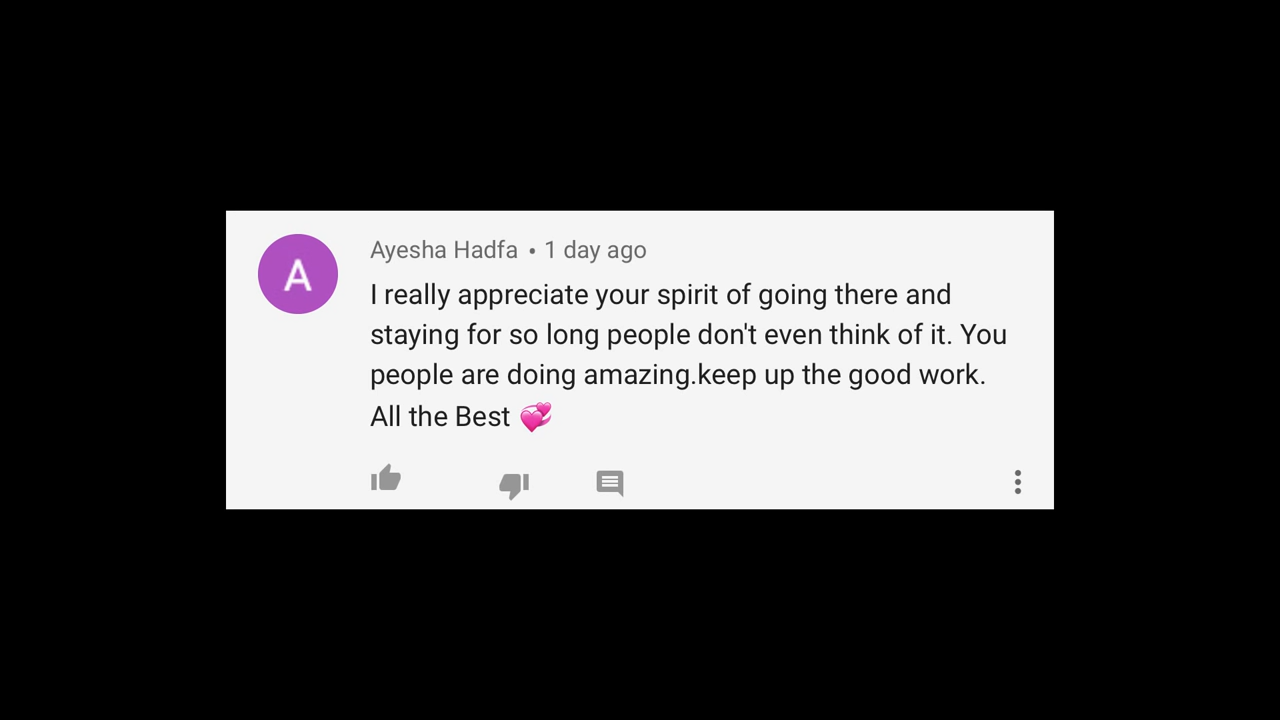 A
Ayesha Hadfa • 1 day ago
I really appreciate your spirit of going there and
staying for so long people don't even think of it. You
people are doing amazing.keep up the good work.
All the Best 💞